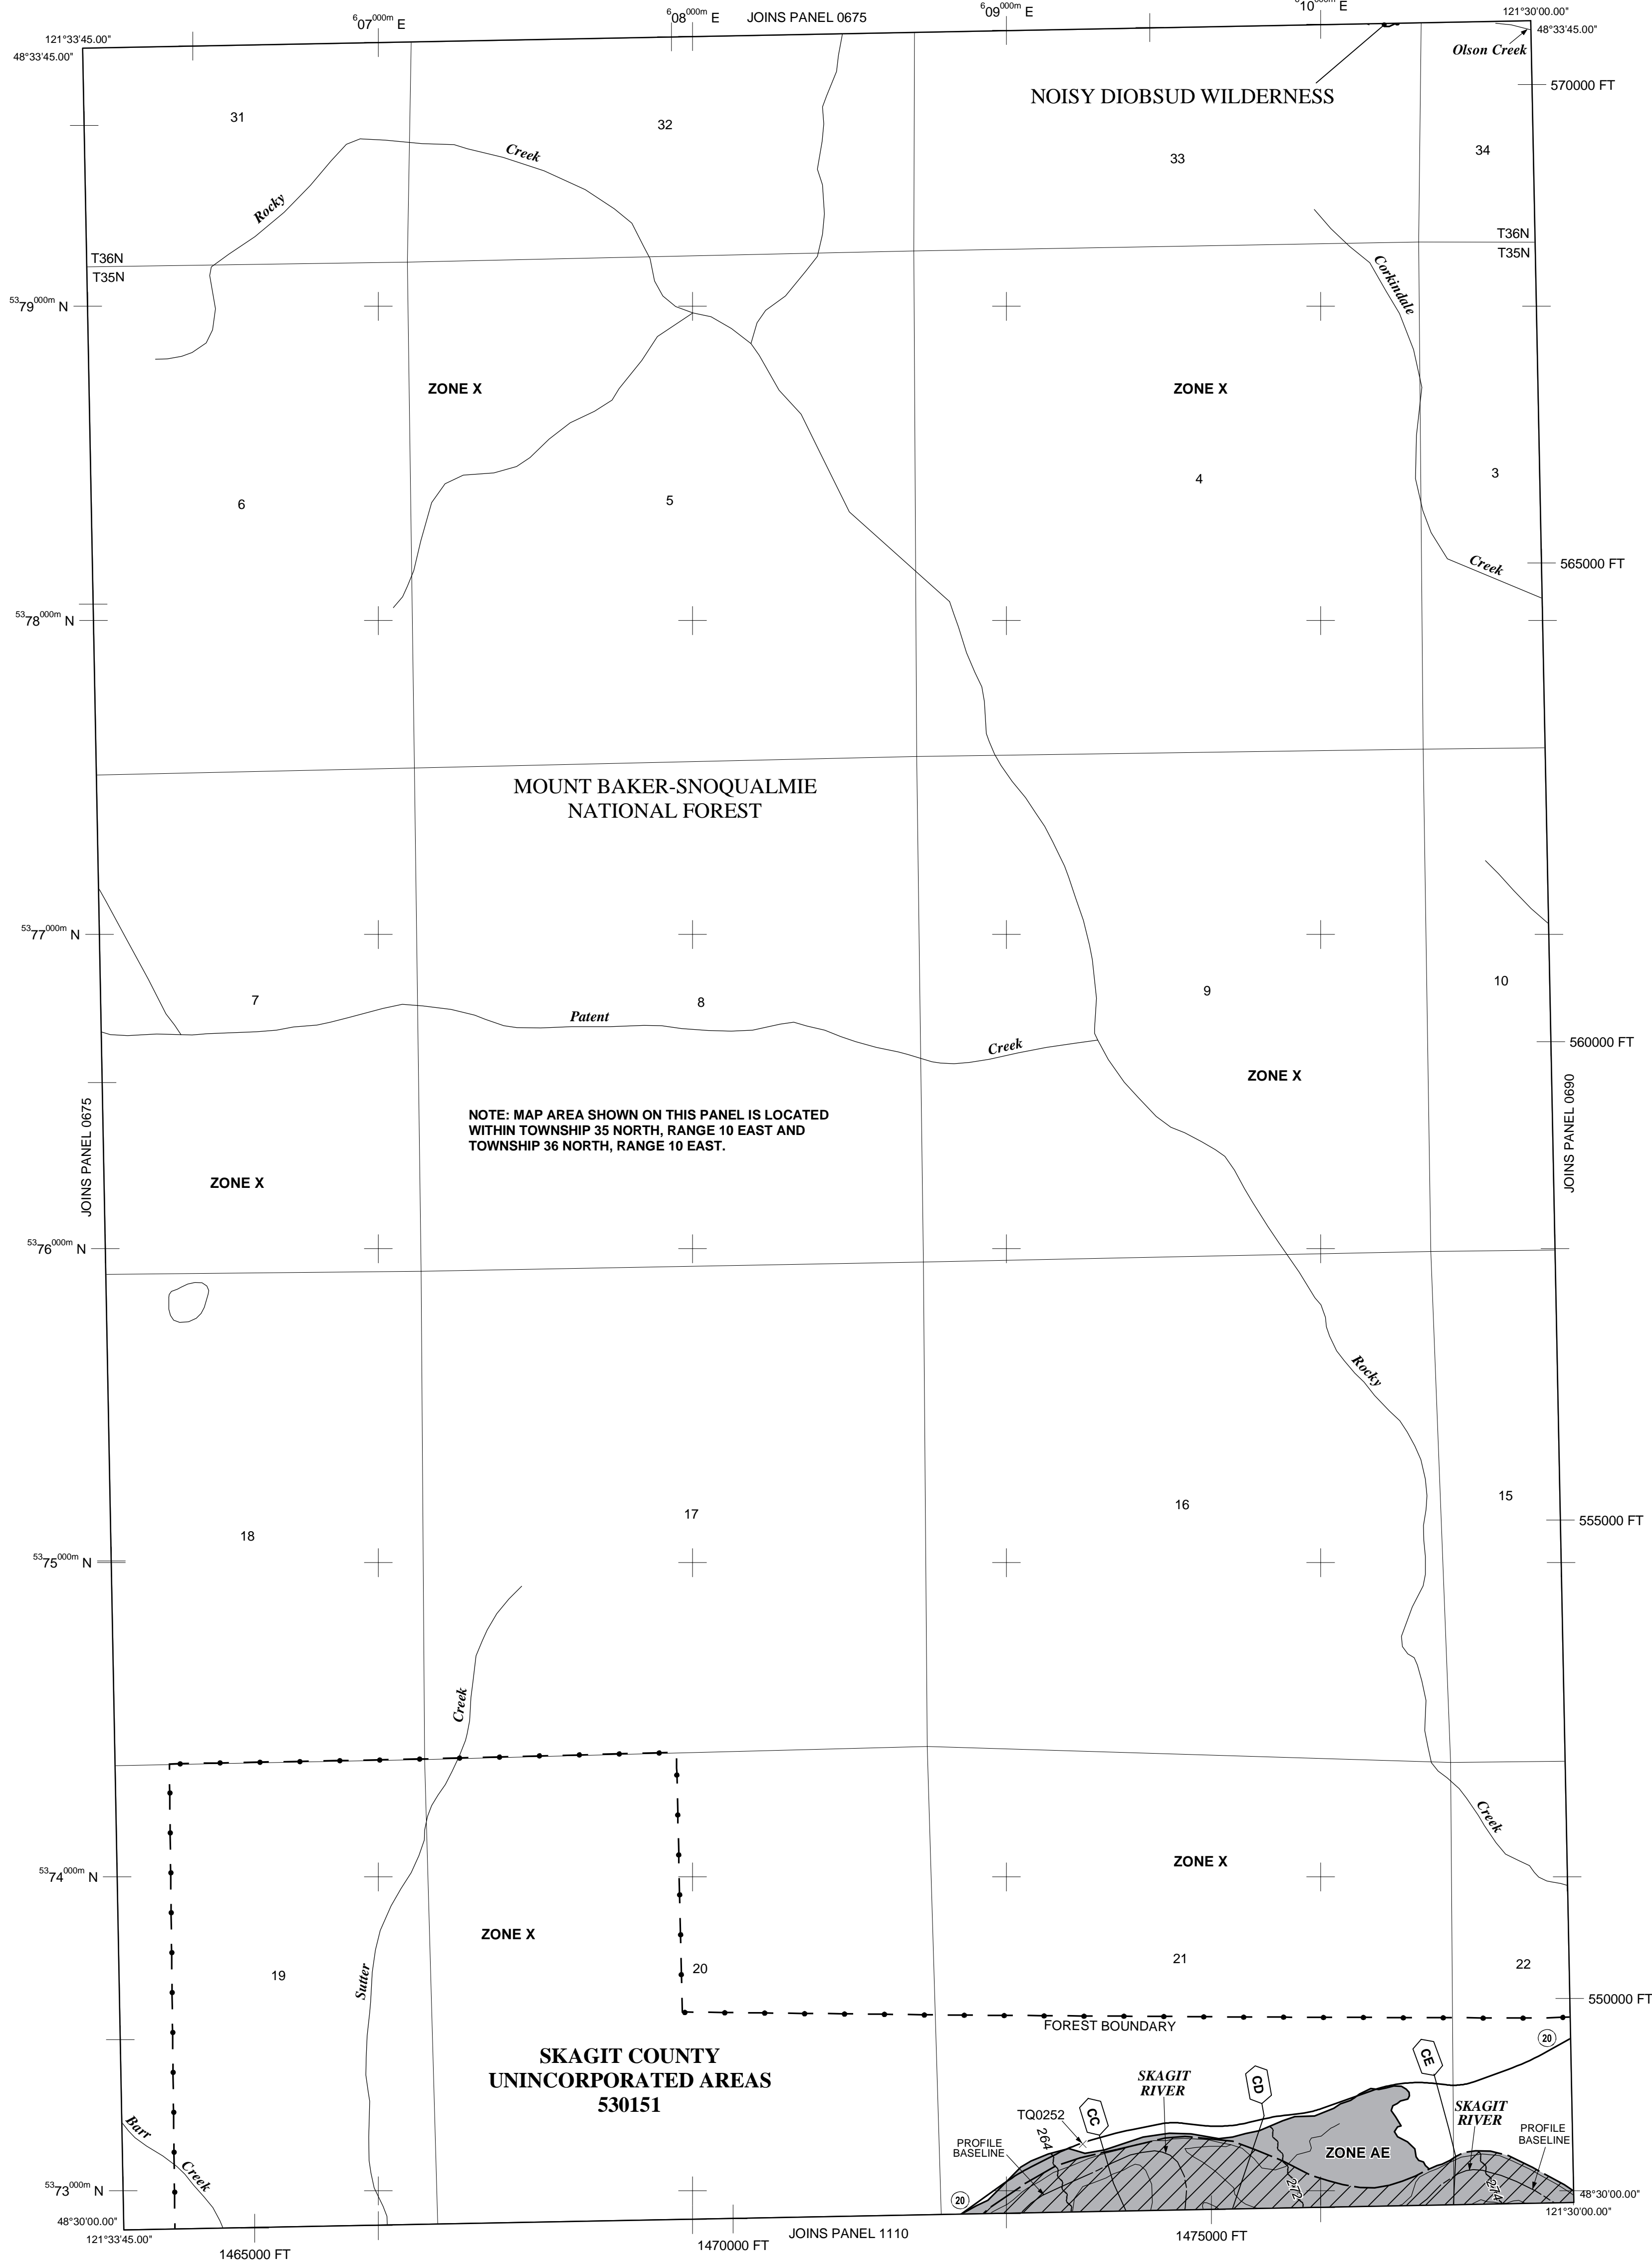 607000m E
608000m E
JOINS PANEL 0675
609000m E
610000m E
121°33'45.00"
48°33'45.00"
121°30'00.00"
48°33'45.00"
Olson Creek
570000 FT
NOISY DIOBSUD WILDERNESS
31
32
33
34
Creek
Rocky
T36N
T35N
T36N
T35N
Corkindale
5379000m N
ZONE X
ZONE X
6
5
4
3
Creek
565000 FT
5378000m N
MOUNT BAKER-SNOQUALMIE
NATIONAL FOREST
5377000m N
7
8
9
10
Patent
Creek
560000 FT
ZONE X
JOINS PANEL 0675
JOINS PANEL 0690
NOTE: MAP AREA SHOWN ON THIS PANEL IS LOCATED
WITHIN TOWNSHIP 35 NORTH, RANGE 10 EAST AND
TOWNSHIP 36 NORTH, RANGE 10 EAST.
ZONE X
5376000m N
Rocky
18
17
16
15
555000 FT
5375000m N
Creek
Creek
ZONE X
5374000m N
ZONE X
19
20
21
22
Sutter
550000 FT
FOREST BOUNDARY
20
SKAGIT COUNTY
UNINCORPORATED AREAS
530151
CE
CD
CC
SKAGIT
RIVER
SKAGIT
RIVER
TQ0252
264
PROFILE
BASELINE
PROFILE
BASELINE
ZONE AE
272
274
20
Barr
Creek
5373000m N
48°30'00.00"
121°33'45.00"
48°30'00.00"
121°30'00.00"
JOINS PANEL 1110
1465000 FT
1470000 FT
1475000 FT